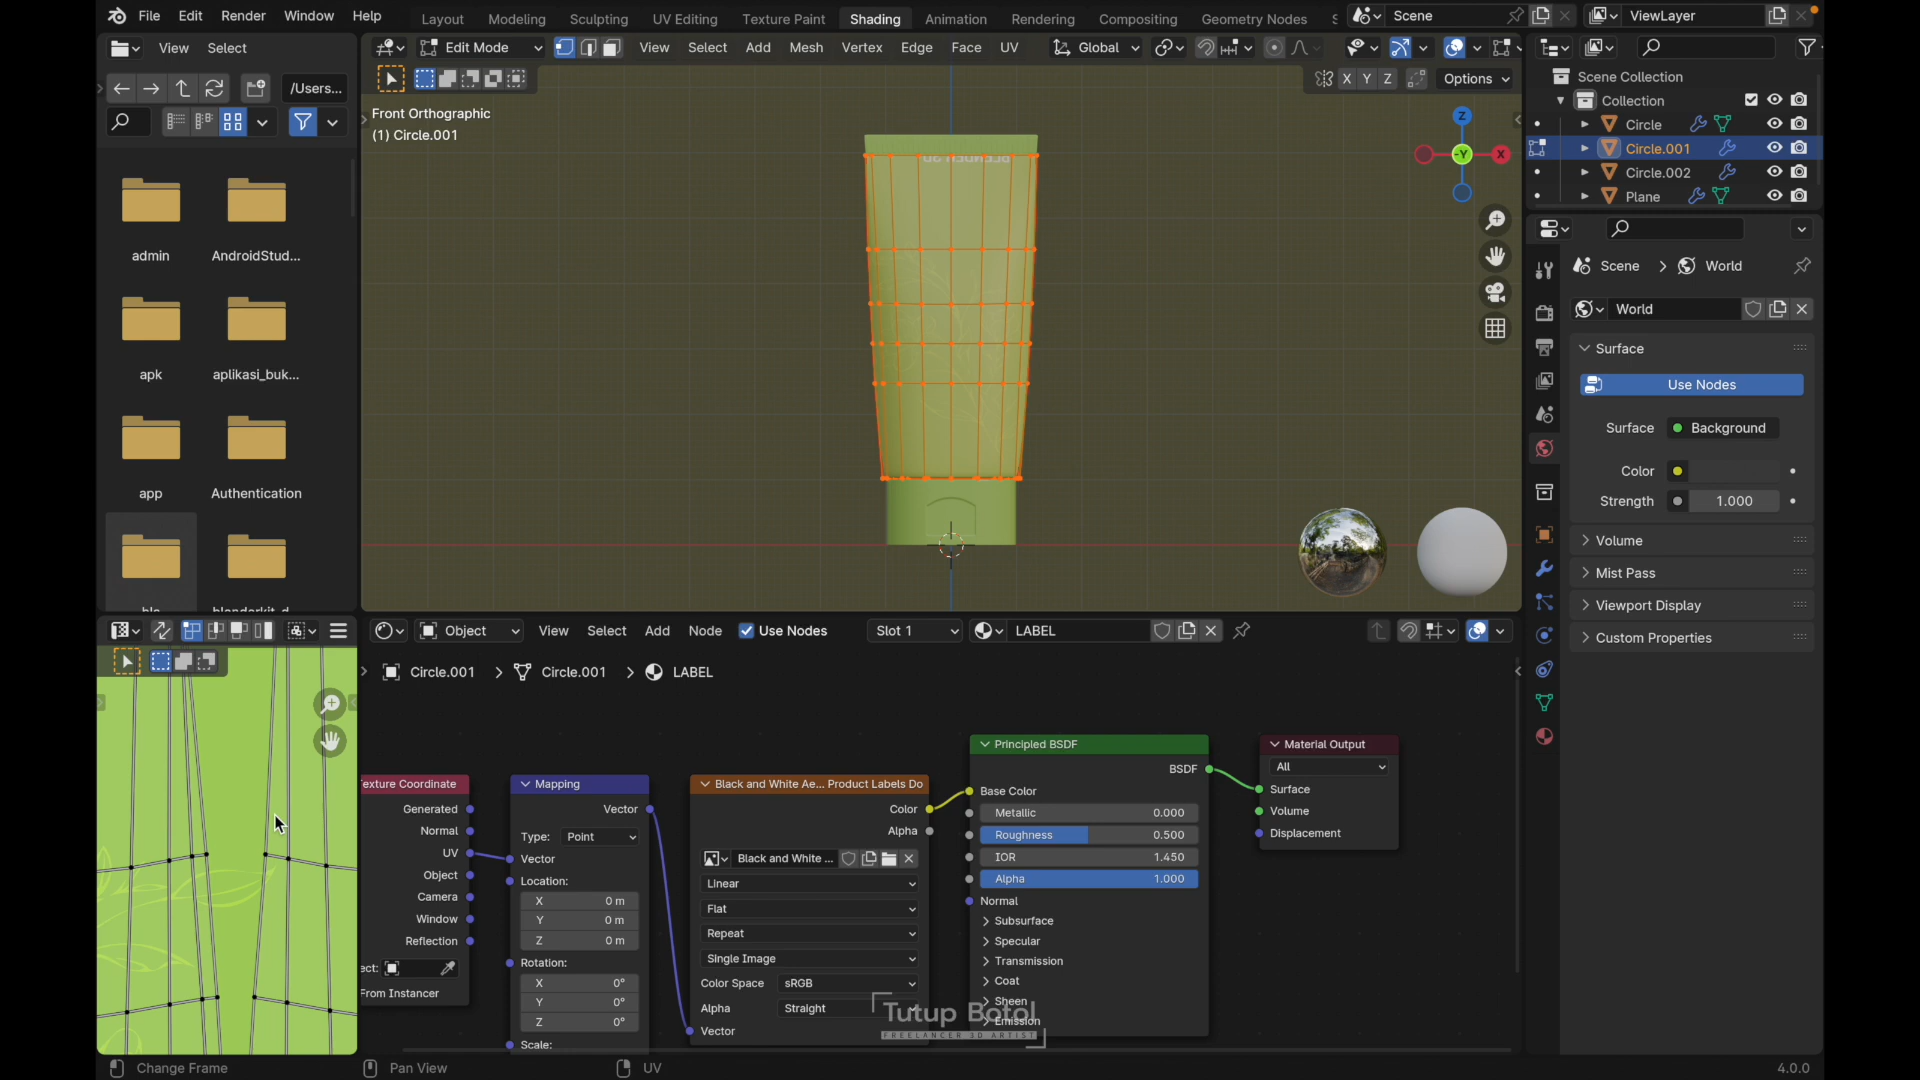 File Edit Render Window Help
Layout Modeling Sculpting UV Editing Texture Paint Shading Animation Rendering Compositing Geometry Nodes
Scene
ViewLayer
View Select
/Users...
Edit Mode
View Select Add Mesh Vertex Edge Face UV
Global
X Y Z
Options
Front Orthographic
(1) Circle.001
BLENDER 3D
Z
-Y
X
Scene Collection
Collection
Circle
Circle.001
Circle.002
Plane
admin
AndroidStud...
apk
aplikasi_buk...
app
Authentication
Scene
World
World
Surface
Use Nodes
Surface Background
Color
Strength 1.000
Volume
Mist Pass
Viewport Display
Custom Properties
Object
View Select Add Node Use Nodes
Slot 1
LABEL
Circle.001 Circle.001 LABEL
exture Coordinate
Generated
Normal
UV
Object
Camera
Window
Reflection
ect:
From Instancer
Mapping
Vector
Type: Point
Vector
Location:
X 0 m
Y 0 m
Z 0 m
Rotation:
X 0°
Y 0°
Z 0°
Scale:
Black and White Ae... Product Labels Do
Color
Alpha
Black and White ...
Linear
Flat
Repeat
Single Image
Color Space sRGB
Alpha Straight
Vector
Principled BSDF
BSDF
Base Color
Metallic 0.000
Roughness 0.500
IOR 1.450
Alpha 1.000
Normal
Subsurface
Specular
Transmission
Coat
Sheen
Emission
Material Output
All
Surface
Volume
Displacement
Tutup Botol
FREELANCER 3D ARTIST
Change Frame
Pan View
UV
4.0.0